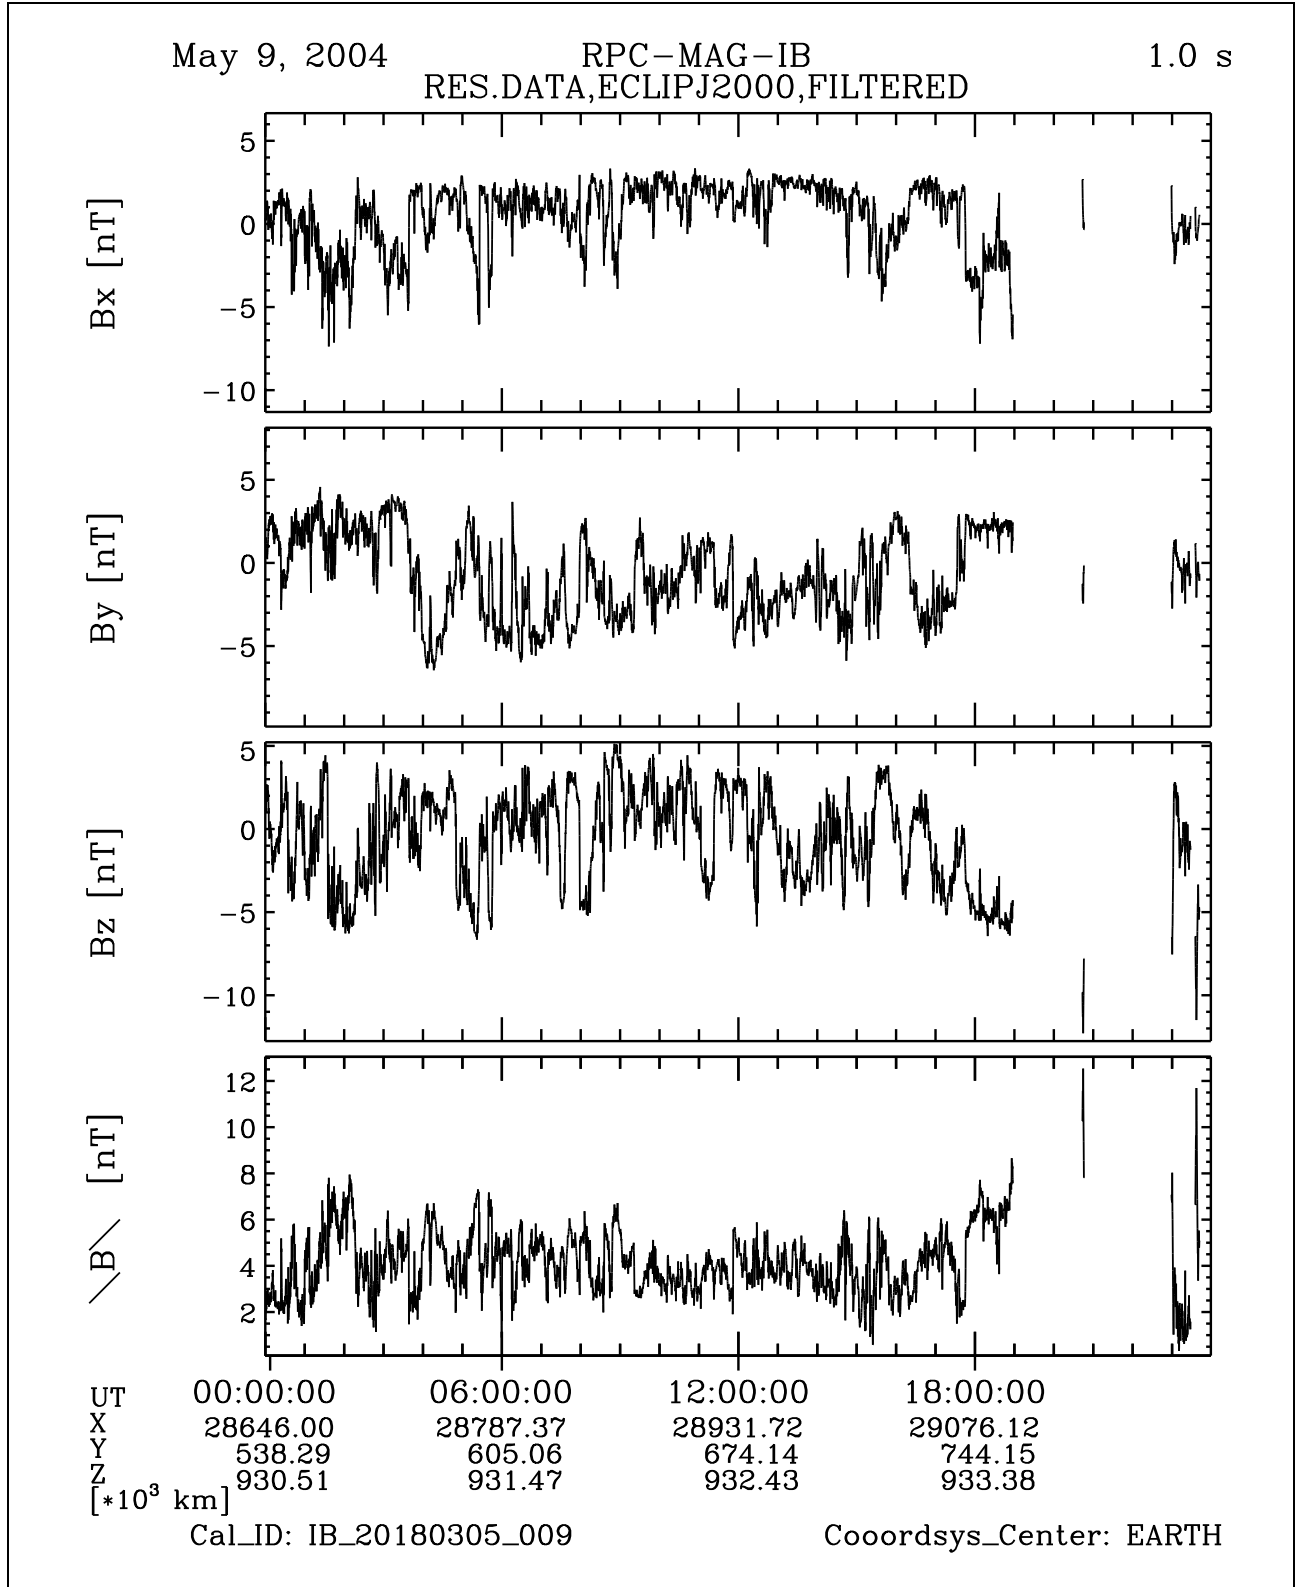 May 9, 2004 RPC-MAG-IB 1.0 s
RES.DATA,ECLIPJ2000,FILTERED
5
0
-5
-10
Bx [nT]
5
0
-5
By [nT]
5
0
-5
-10
Bz [nT]
12
10
8
6
4
2
/B/ [nT]
UT 00:00:00 06:00:00 12:00:00 18:00:00
X 28646.00 28787.37 28931.72 29076.12
Y 538.29 605.06 674.14 744.15
Z 930.51 931.47 932.43 933.38
[*10³ km]
Cal_ID: IB_20180305_009 Cooordsys_Center: EARTH